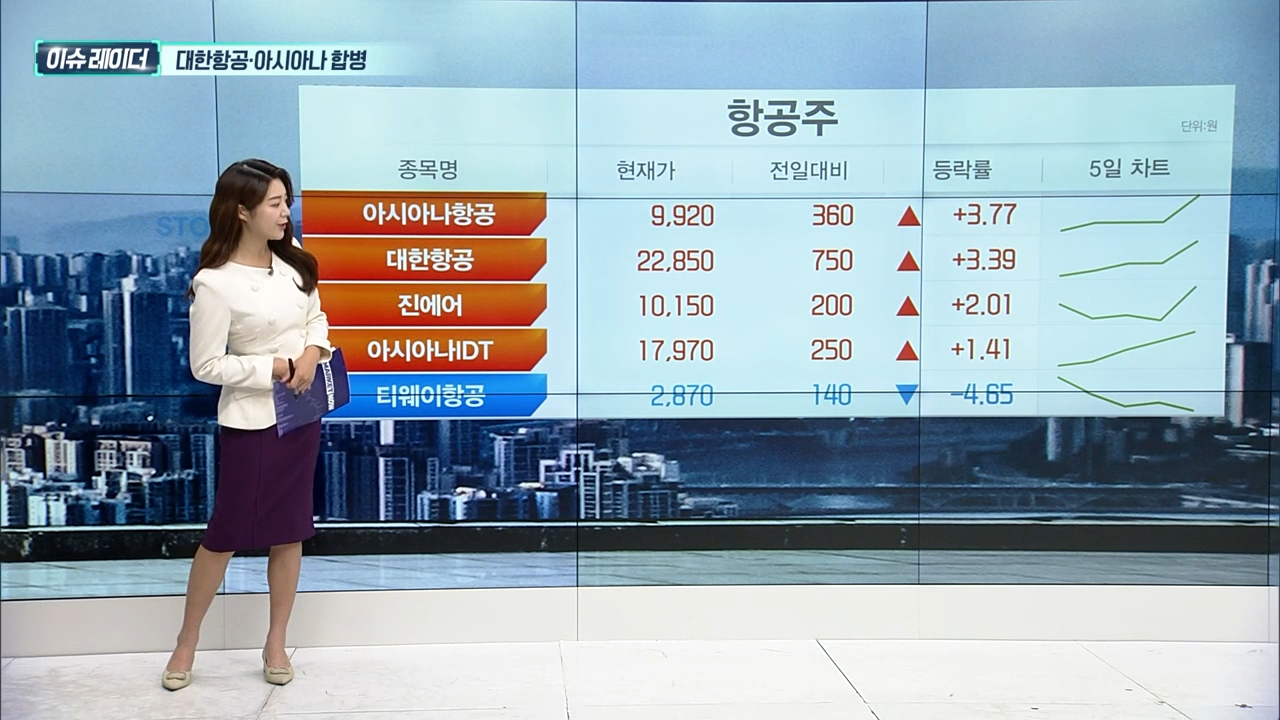 이슈 레이더 대한항공·아시아나 합병
항공주
단위:원
종목명 현재가 전일대비 등락률 5일 차트
아시아나항공 9,920 360 ▲ +3.77
대한항공 22,850 750 ▲ +3.39
진에어 10,150 200 ▲ +2.01
아시아나IDT 17,970 250 ▲ +1.41
티웨이항공 2,870 140 ▼ -4.65
STO